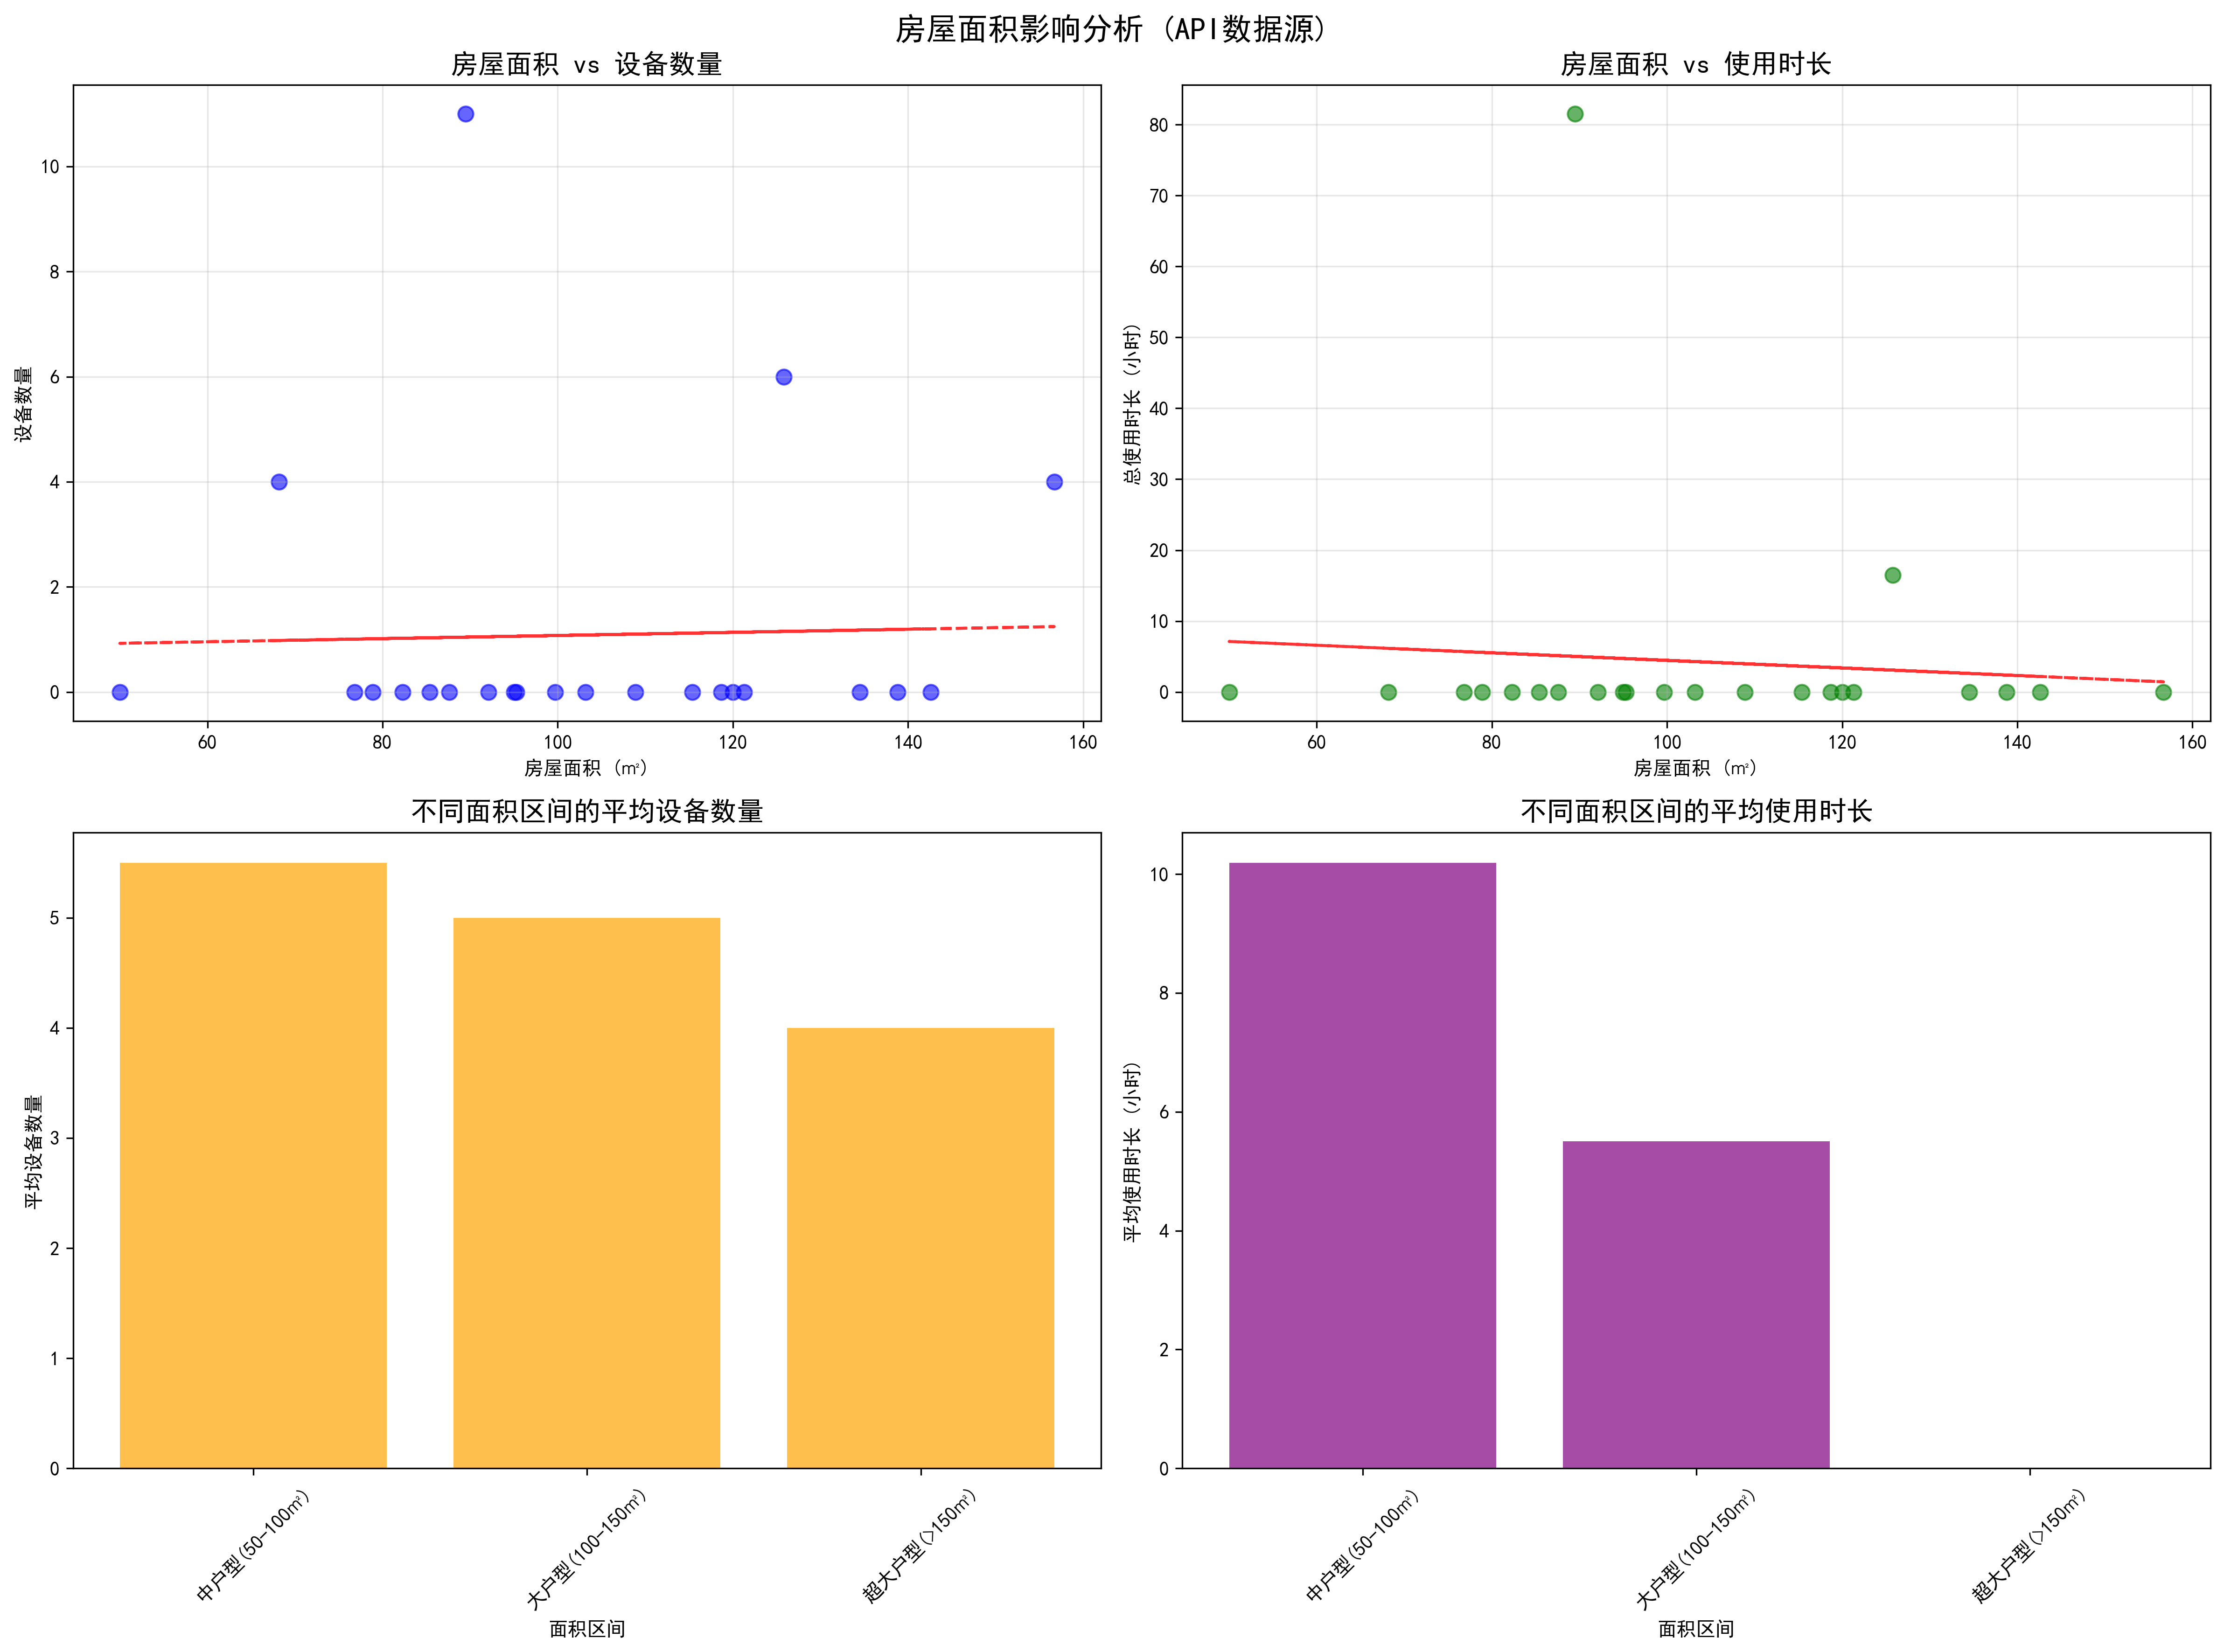 房屋面积影响分析 (API数据源)
房屋面积 vs 设备数量
设备数量
10
8
6
4
2
0
60
80
100
120
140
160
房屋面积 (㎡)
房屋面积 vs 使用时长
总使用时长 (小时)
80
70
60
50
40
30
20
10
0
60
80
100
120
140
160
房屋面积 (㎡)
不同面积区间的平均设备数量
平均设备数量
5
4
3
2
1
0
中户型(50-100㎡)
大户型(100-150㎡)
超大户型(>150㎡)
面积区间
不同面积区间的平均使用时长
平均使用时长 (小时)
10
8
6
4
2
0
中户型(50-100㎡)
大户型(100-150㎡)
超大户型(>150㎡)
面积区间